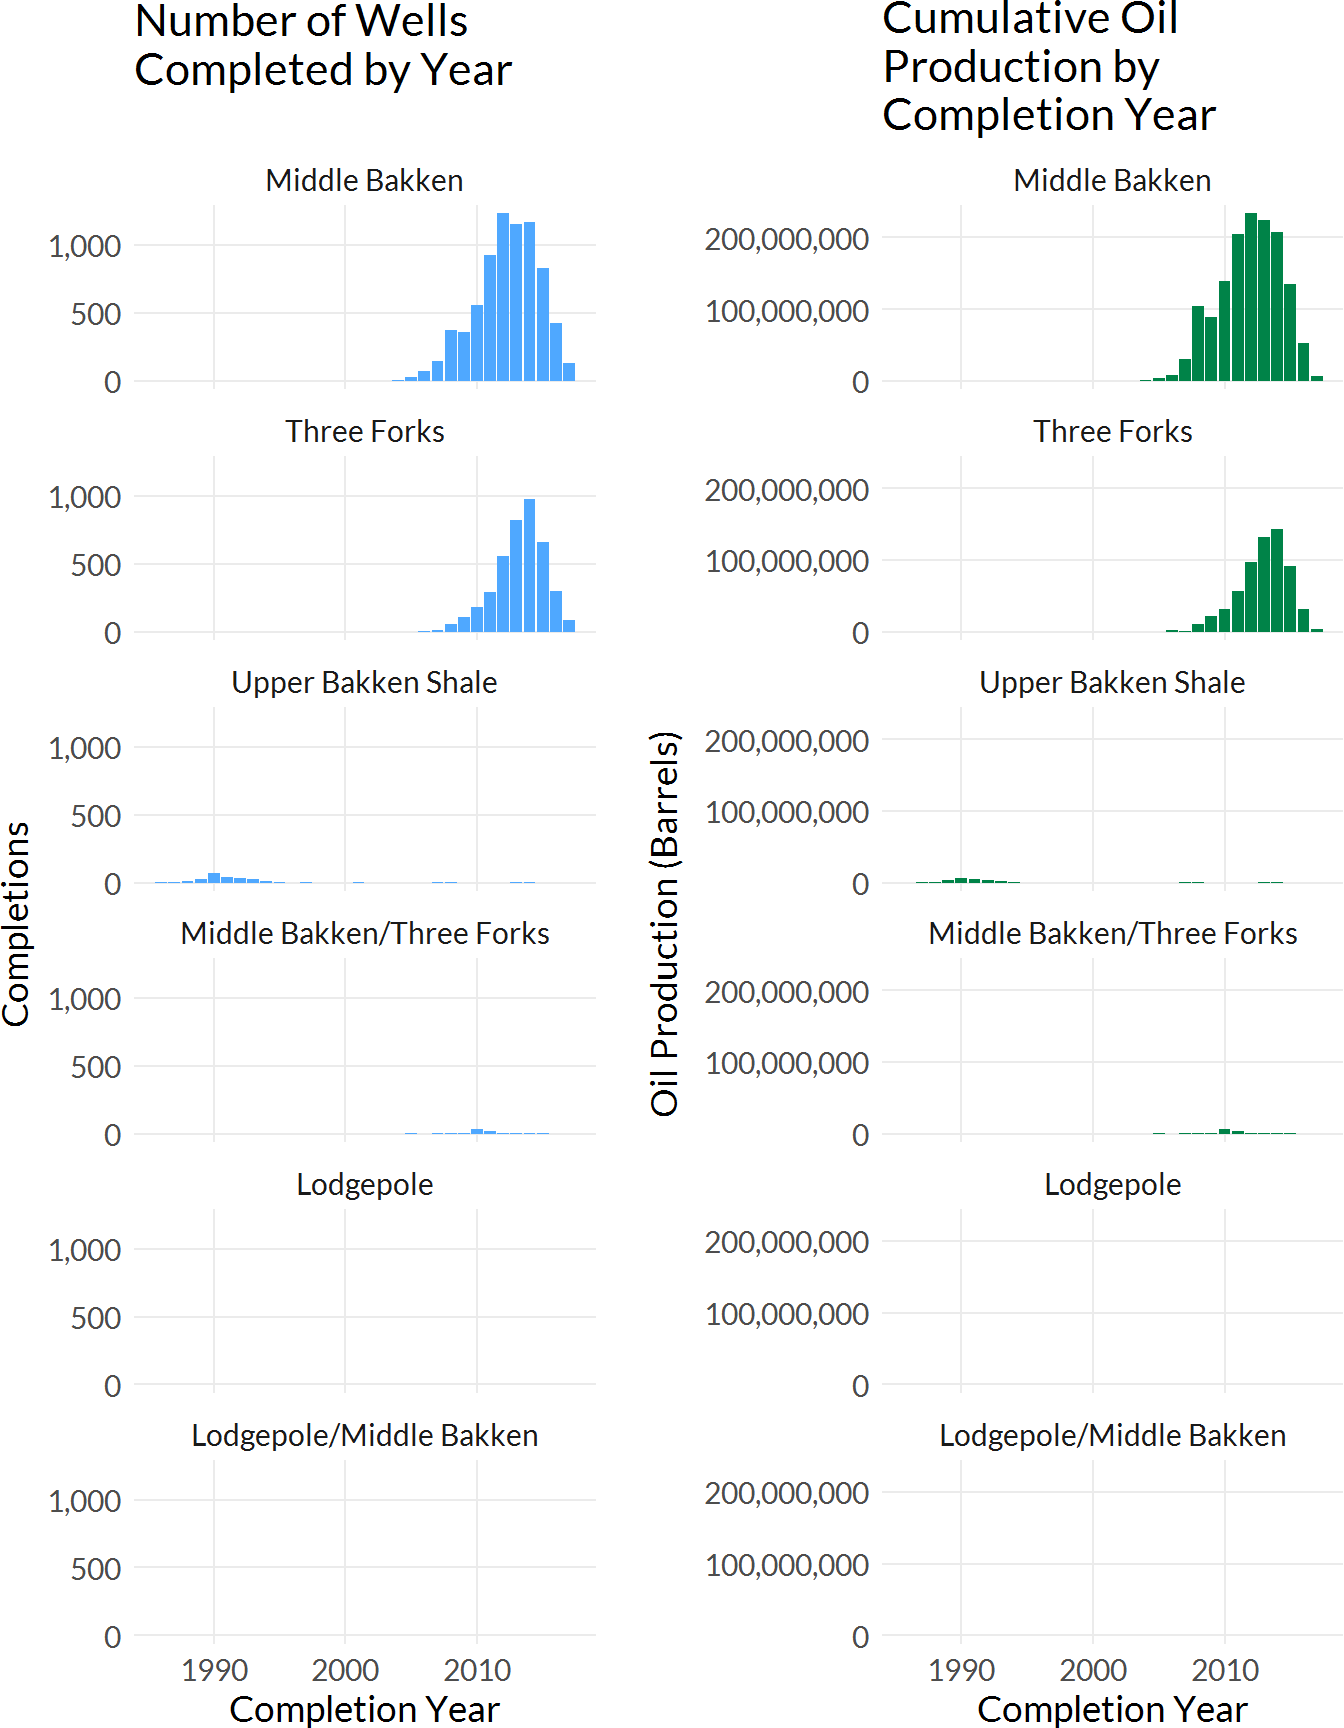 Number of Wells
Completed by Year
Completions
Middle Bakken
1,000
500
0
Three Forks
1,000
500
0
Upper Bakken Shale
1,000
500
0
Middle Bakken/Three Forks
1,000
500
0
Lodgepole
1,000
500
0
Lodgepole/Middle Bakken
1,000
500
0
1990 2000 2010
Completion Year
Cumulative Oil
Production by
Completion Year
Oil Production (Barrels)
Middle Bakken
200,000,000
100,000,000
0
Three Forks
200,000,000
100,000,000
0
Upper Bakken Shale
200,000,000
100,000,000
0
Middle Bakken/Three Forks
200,000,000
100,000,000
0
Lodgepole
200,000,000
100,000,000
0
Lodgepole/Middle Bakken
200,000,000
100,000,000
0
1990 2000 2010
Completion Year